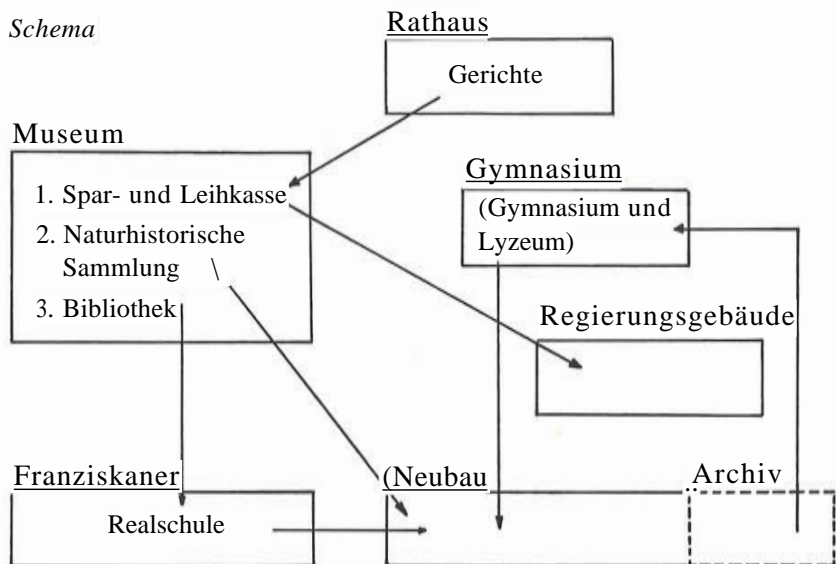 Schema
Rathaus
Gerichte
Museum
1. Spar- und Leihkasse
2. Naturhistorische
Sammlung \
3. Bibliothek
Gymnasium
(Gymnasium und
Lyzeum)
Regierungsgebäude
Franziskaner
Realschule
(Neubau
..Archiv